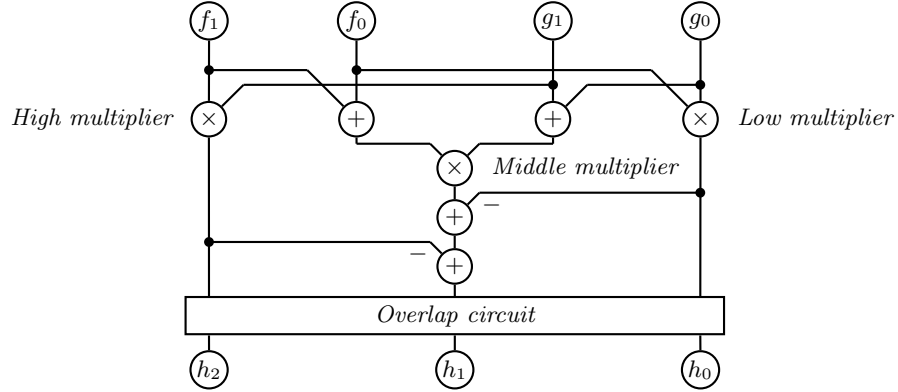 f₁ f₀ g₁ g₀
High multiplier × + + × Low multiplier
× Middle multiplier
+ −
− +
Overlap circuit
h₂ h₁ h₀